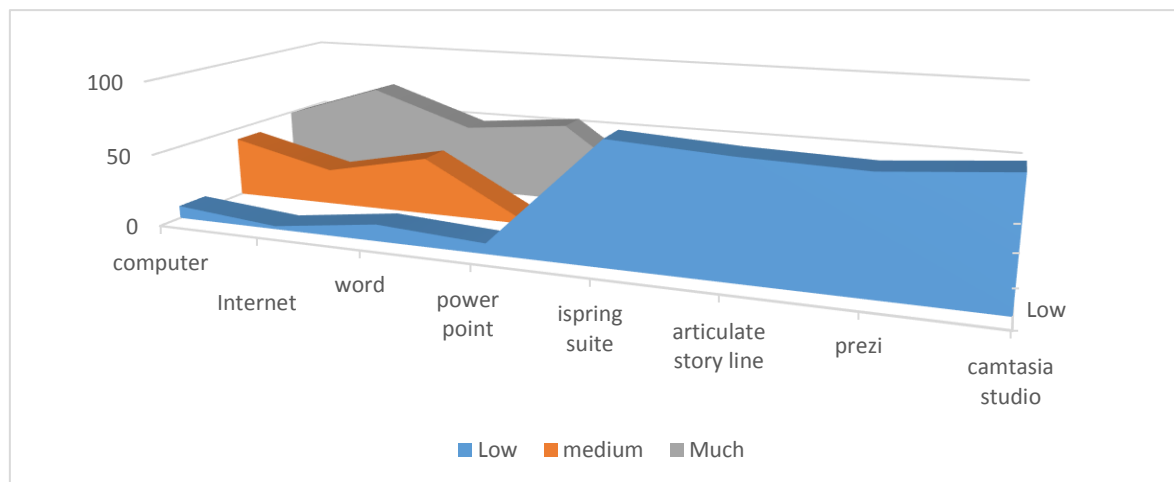 100
50
0
computer
Internet
word
power
point
ispring
suite
articulate
story line
prezi
camtasia
studio
Low
Low medium Much